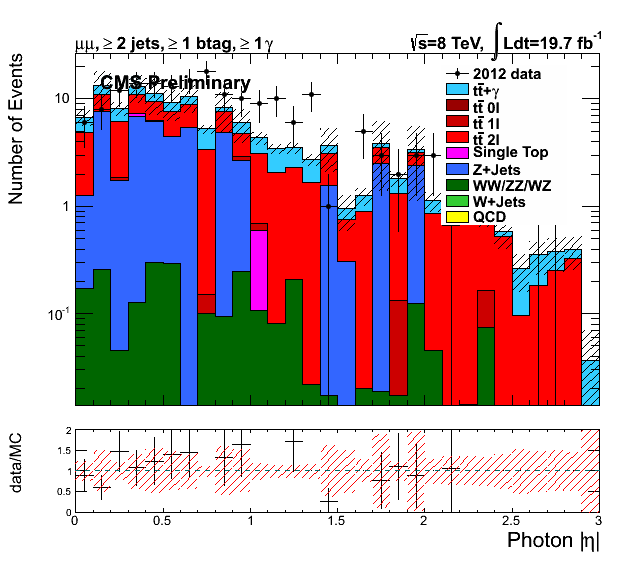 μμ, ≥ 2 jets, ≥ 1 btag, ≥ 1 γ
√s=8 TeV, ∫ Ldt=19.7 fb⁻¹
CMS Preliminary
2012 data
tt̄+γ
tt̄ 0l
tt̄ 1l
tt̄ 2l
Single Top
Z+Jets
WW/ZZ/WZ
W+Jets
QCD
Number of Events
10
1
10⁻¹
data/MC
2
1.5
1
0.5
0
0 0.5 1 1.5 2 2.5 3
Photon |η|